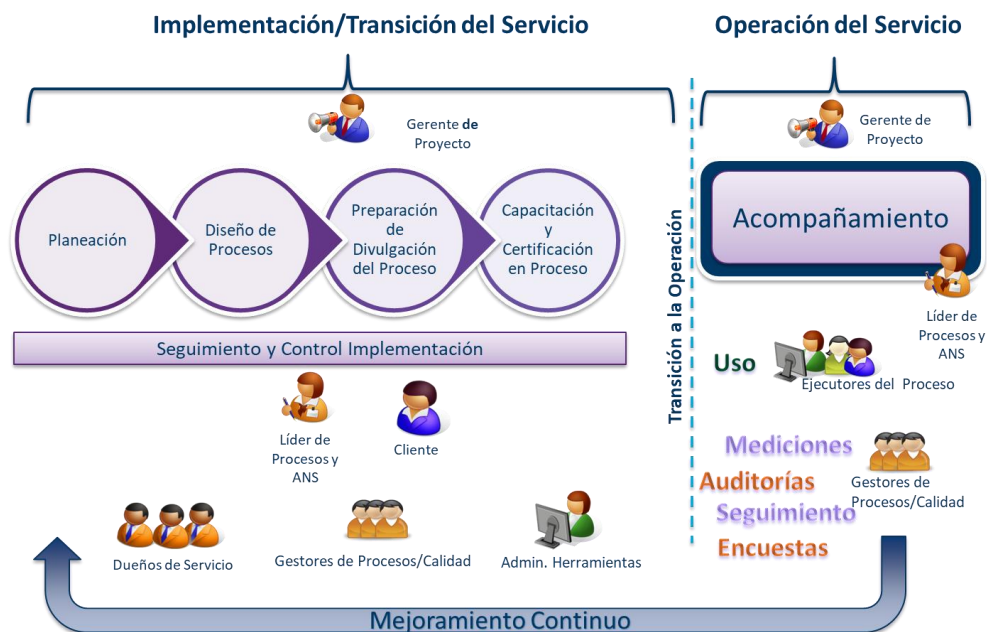 Implementación/Transición del Servicio
Operación del Servicio
Gerente de
Proyecto
Gerente de
Proyecto
Planeación
Diseño de
Procesos
Preparación
de
Divulgación
del Proceso
Capacitación
y
Certificación
en Proceso
Acompañamiento
Transición a la Operación
Seguimiento y Control Implementación
Líder de
Procesos y
ANS
Uso
Ejecutores del Proceso
Líder de
Procesos y
ANS
Cliente
Mediciones
Auditorías
Seguimiento
Encuestas
Gestores de
Procesos/Calidad
Dueños de Servicio
Gestores de Procesos/Calidad
Admin. Herramientas
Mejoramiento Continuo